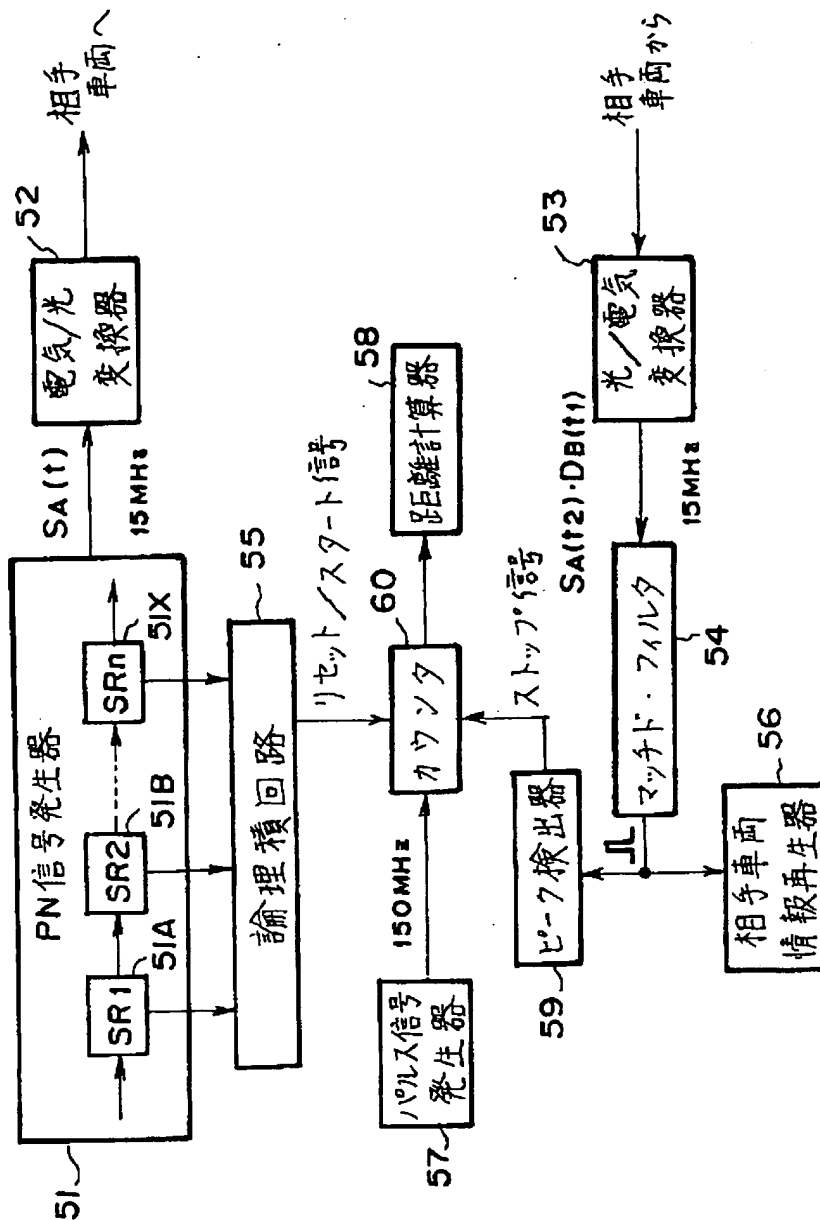 51
PN信号発生器
SR1
51A
SR2
51B
SRn
51X
SA(t)
15MHz
電気/光
変換器
52
相手
車両へ
論理積回路
55
リセット/スタート信号
パルス信号
発生器
57
150MHz
カウンタ
60
距離計算器
58
ピーク検出器
59
ストップ信号
相手車両
情報再生器
56
マッチド・フィルタ
54
SA(t2)・DB(t1)
15MHz
光/電気
変換器
53
相手
車両から